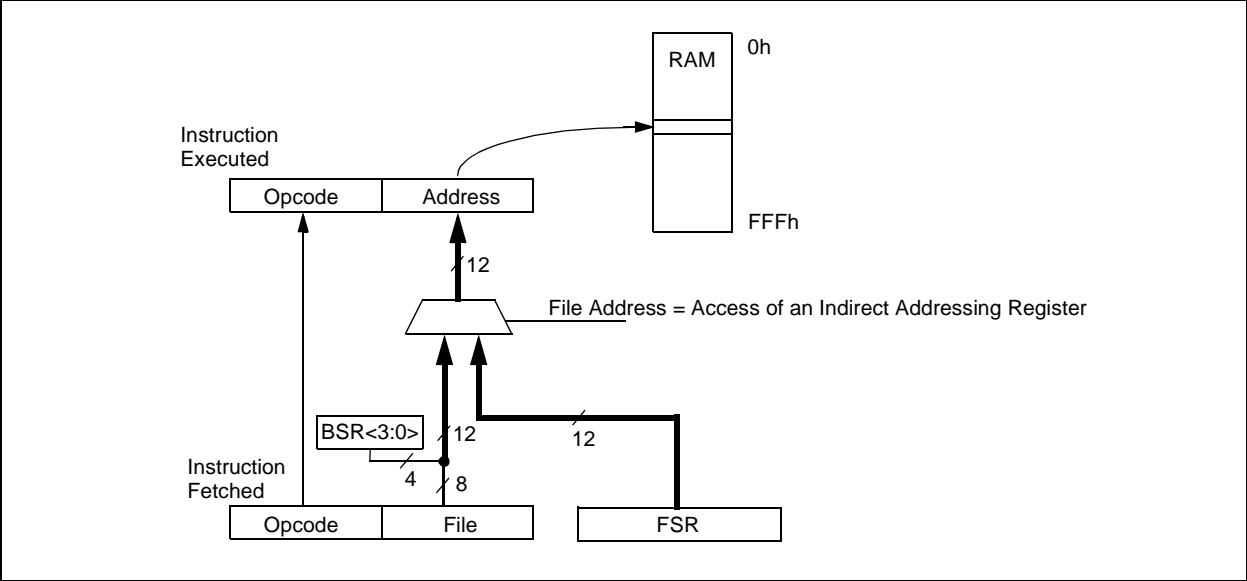 RAM
0h
Instruction
Executed
Opcode
Address
FFFh
12
File Address = Access of an Indirect Addressing Register
BSR<3:0>
12
12
4
8
Instruction
Fetched
Opcode
File
FSR